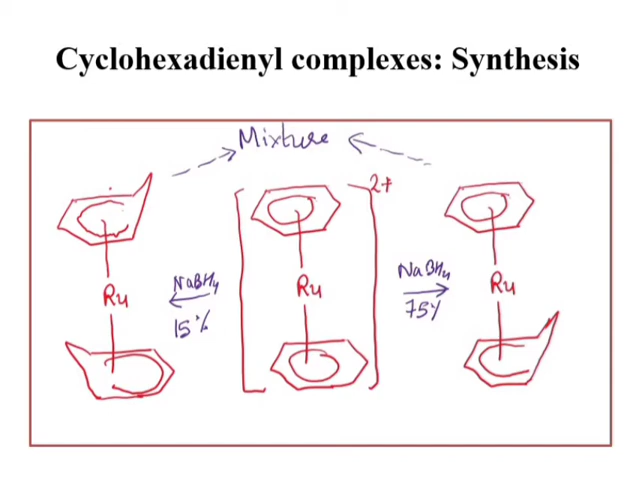 Cyclohexadienyl complexes: Synthesis
Mixture
2+
NaBH4
15%
NaBH4
75%
Ru
Ru
Ru